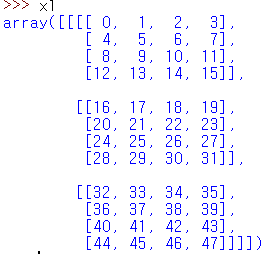 >>> x1
array([[[[ 0,  1,  2,  3],
         [ 4,  5,  6,  7],
         [ 8,  9, 10, 11],
         [12, 13, 14, 15]],
        [[16, 17, 18, 19],
         [20, 21, 22, 23],
         [24, 25, 26, 27],
         [28, 29, 30, 31]],
        [[32, 33, 34, 35],
         [36, 37, 38, 39],
         [40, 41, 42, 43],
         [44, 45, 46, 47]]]])